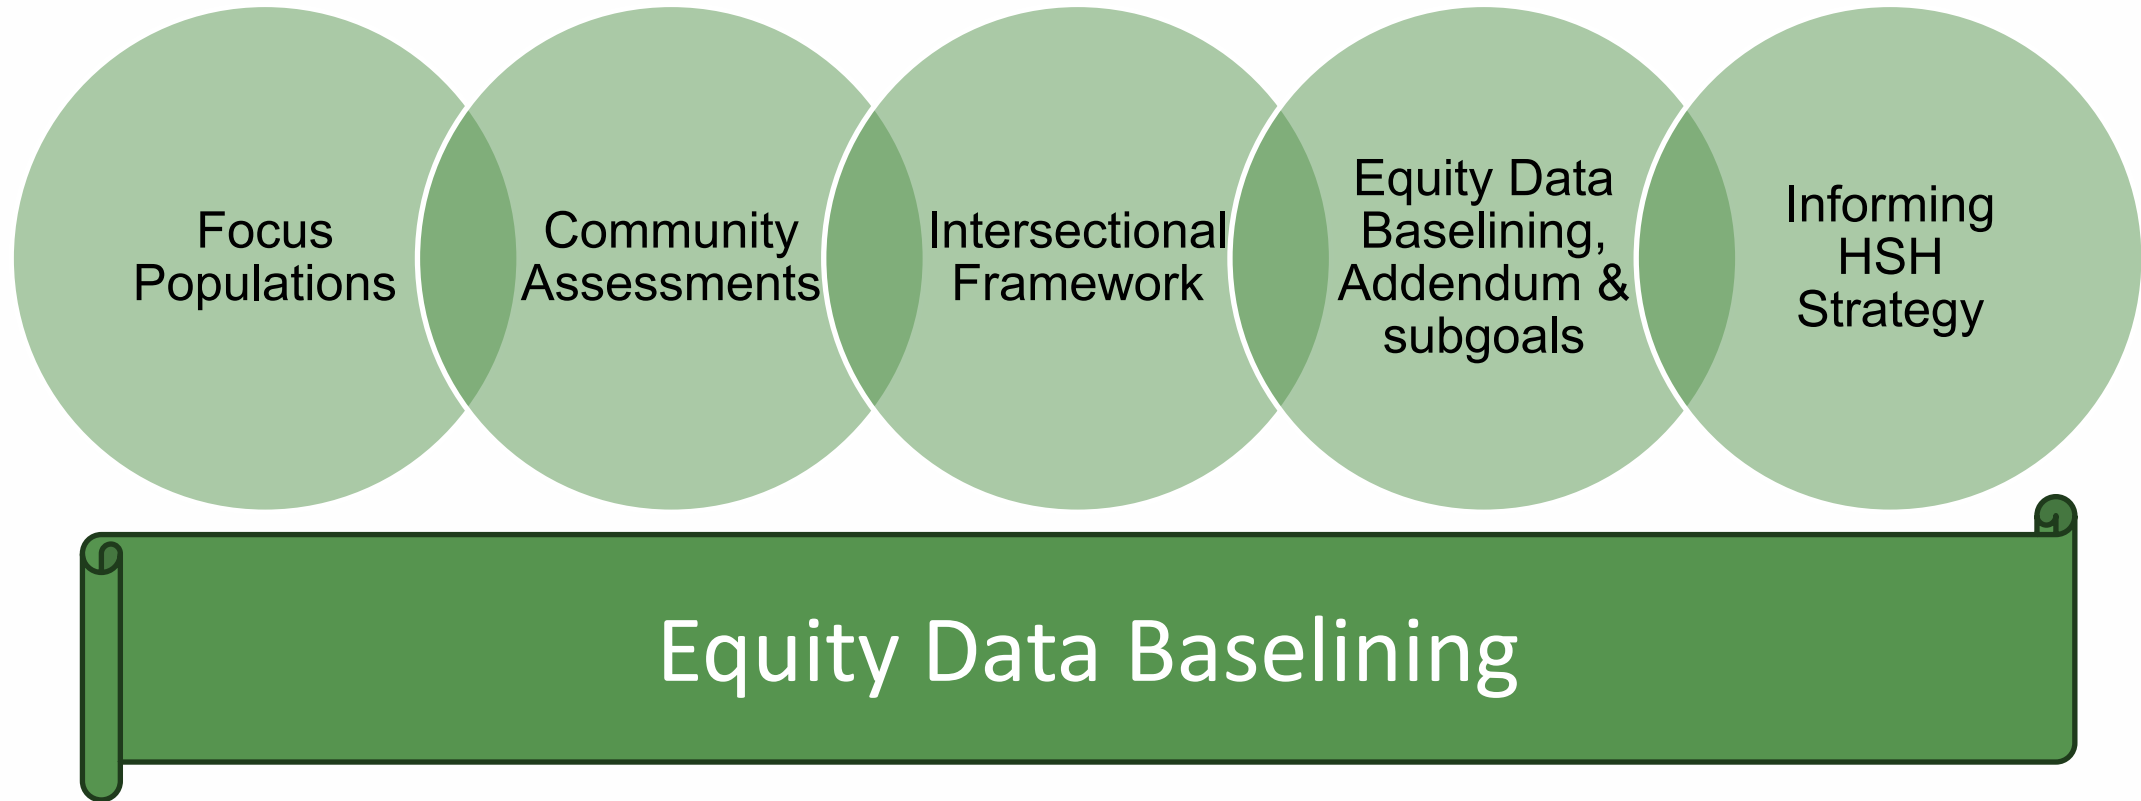 Focus
Populations
Community
Assessments
Intersectional
Framework
Equity Data
Baselining,
Addendum &
subgoals
Informing
HSH
Strategy
Equity Data Baselining